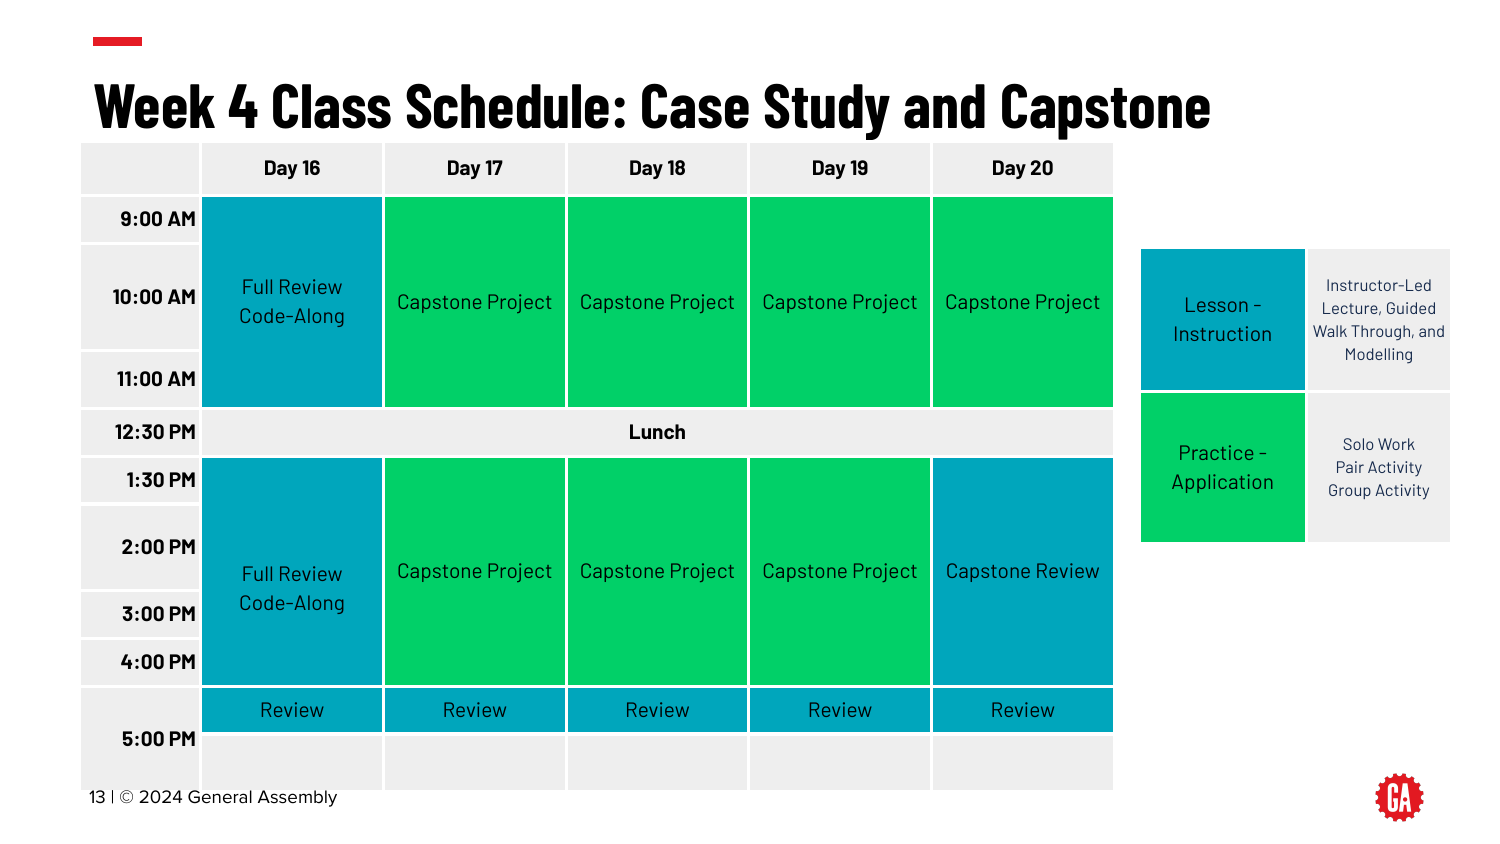 Week 4 Class Schedule: Case Study and Capstone
Day 16
Day 17
Day 18
Day 19
Day 20
9:00 AM
10:00 AM
11:00 AM
Full Review
Code-Along
Capstone Project
Capstone Project
Capstone Project
Capstone Project
12:30 PM
Lunch
1:30 PM
2:00 PM
3:00 PM
4:00 PM
Full Review
Code-Along
Capstone Project
Capstone Project
Capstone Project
Capstone Review
5:00 PM
Review
Review
Review
Review
Review
Lesson -
Instruction
Instructor-Led
Lecture, Guided
Walk Through, and
Modelling
Practice -
Application
Solo Work
Pair Activity
Group Activity
13 | © 2024 General Assembly
GA